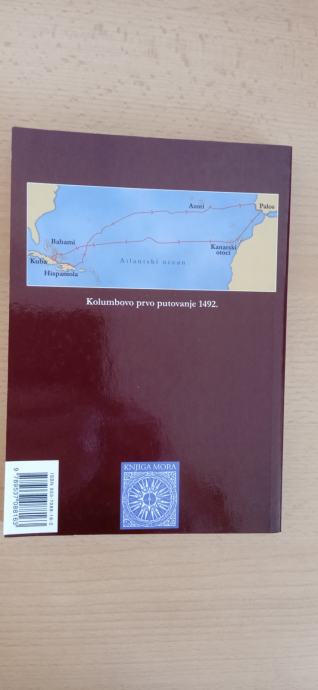 Azori
Palos
Bahami
Kanarski
otoci
Kuba
Atlantski ocean
Hispaniola
Kolumbovo prvo putovanje 1492.
KNJIGA MORA